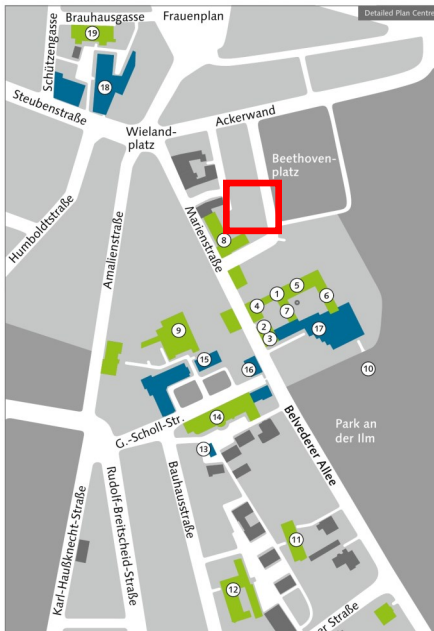 Detailed Plan Centre
Brauhausgasse
Frauenplan
Schützengasse
19
18
Steubenstraße
Wieland-
platz
Ackerwand
Beethoven-
platz
Humboldtstraße
Amalienstraße
Marienstraße
8
1
5
4
6
7
2
3
17
9
15
16
10
14
G.-Scholl-Str.
13
Belvederer Allee
Park an
der Ilm
Karl-Haußknecht-Straße
Rudolf-Breitscheid-Straße
Bauhausstraße
11
12
er Straße